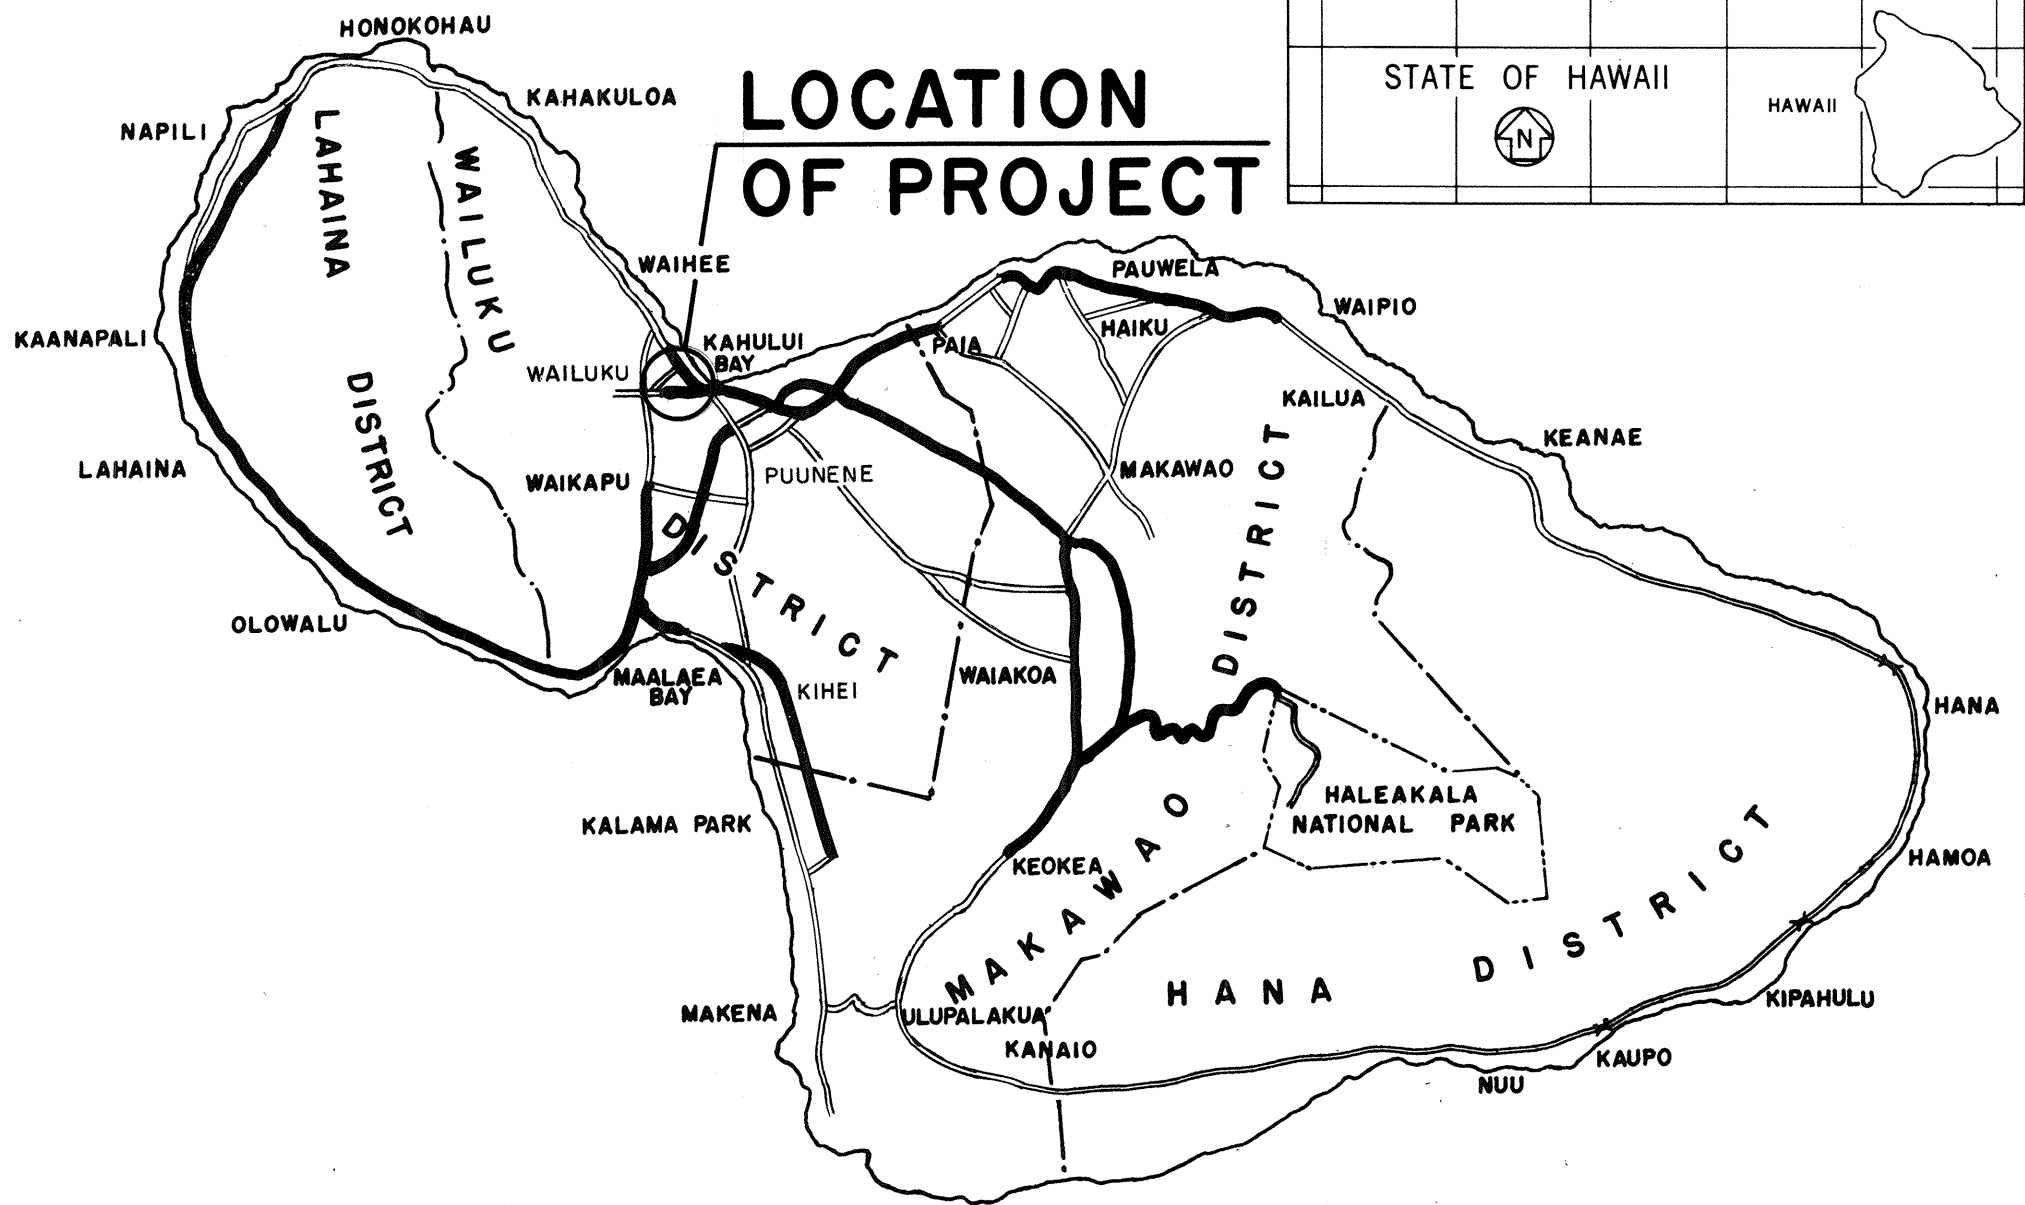 HONOKOHAU
KAHAKULOA
NAPILI
LAHAINA
DISTRICT
WAILUKU
DISTRICT
LOCATION
OF PROJECT
STATE OF HAWAII
N
HAWAII
WAIHEE
KAANAPALI
WAILUKU
KAHULUI
BAY
PAIA
PAUWELA
HAIKU
WAIPIO
KAILUA
KEANAE
LAHAINA
WAIKAPU
PUUNENE
MAKAWAO
OLOWALU
MAALAEA
BAY
KIHEI
WAIAKOA
HANA
KALAMA PARK
HALEAKALA
NATIONAL PARK
KEOKEA
HAMOA
MAKAWAO
DISTRICT
HANA DISTRICT
MAKENA
ULUPALAKUA
KANAIO
KIPAHULU
KAUPO
NUU